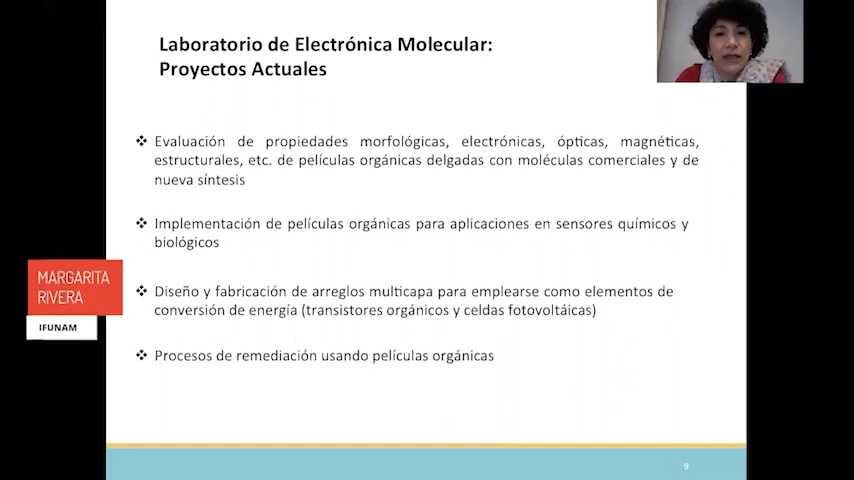 Laboratorio de Electrónica Molecular:
Proyectos Actuales
❖ Evaluación de propiedades morfológicas, electrónicas, ópticas, magnéticas,
estructurales, etc. de películas orgánicas delgadas con moléculas comerciales y de
nueva síntesis
❖ Implementación de películas orgánicas para aplicaciones en sensores químicos y
biológicos
❖ Diseño y fabricación de arreglos multicapa para emplearse como elementos de
conversión de energía (transistores orgánicos y celdas fotovoltáicas)
❖ Procesos de remediación usando películas orgánicas
MARGARITA
RIVERA
IFUNAM
9